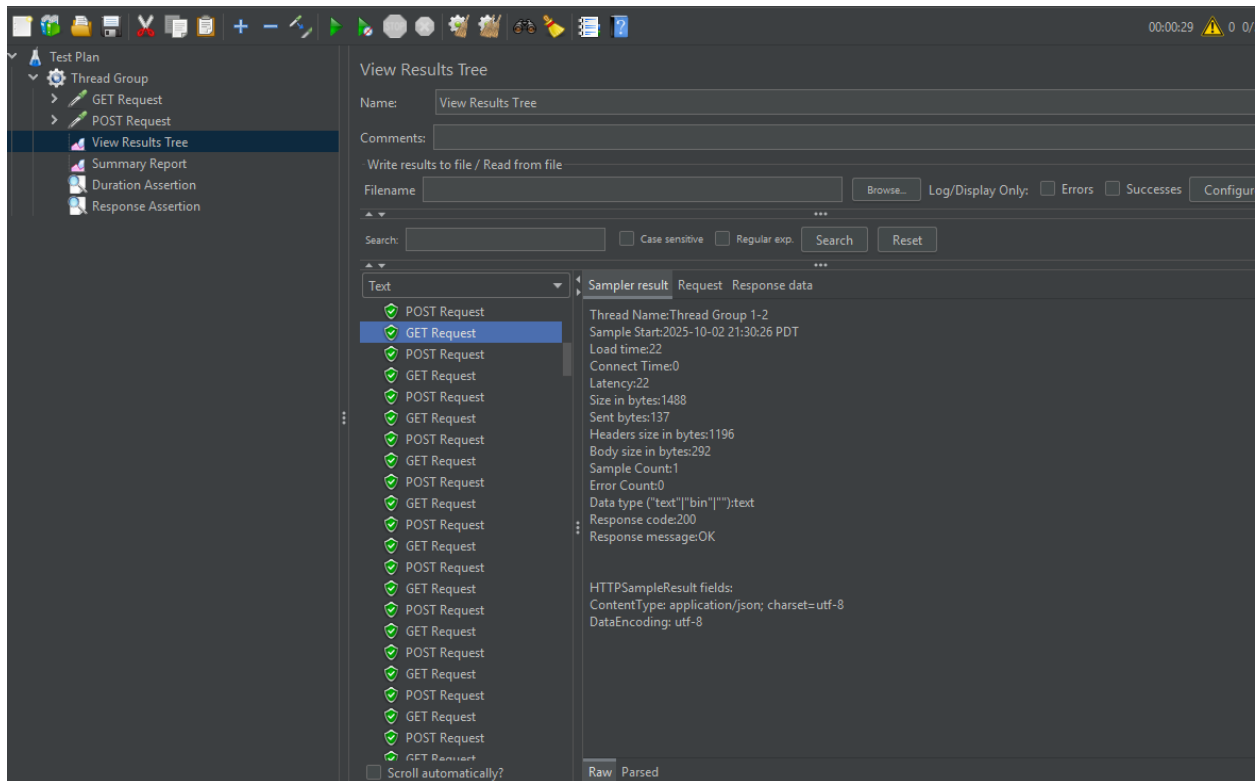 00:00:29 0 0/
Test Plan
Thread Group
GET Request
POST Request
View Results Tree
Summary Report
Duration Assertion
Response Assertion
View Results Tree
Name: View Results Tree
Comments:
Write results to file / Read from file
Filename Browse... Log/Display Only: Errors Successes Configur
Search: Case sensitive Regular exp. Search Reset
Text
POST Request
GET Request
POST Request
GET Request
POST Request
GET Request
POST Request
GET Request
POST Request
GET Request
POST Request
GET Request
POST Request
GET Request
POST Request
GET Request
POST Request
GET Request
POST Request
GET Request
POST Request
GET Request
Scroll automatically?
Sampler result Request Response data
Thread Name:Thread Group 1-2
Sample Start:2025-10-02 21:30:26 PDT
Load time:22
Connect Time:0
Latency:22
Size in bytes:1488
Sent bytes:137
Headers size in bytes:1196
Body size in bytes:292
Sample Count:1
Error Count:0
Data type ("text"|"bin"|""):text
Response code:200
Response message:OK
HTTPSampleResult fields:
ContentType: application/json; charset=utf-8
DataEncoding: utf-8
Raw Parsed